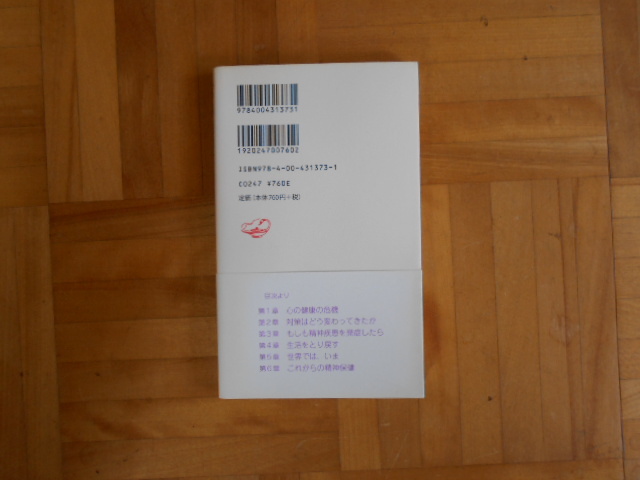 9784004313731
1920247007602
ISBN978-4-00-431373-1
C0247 ¥760E
定価(本体760円+税)
目次より
第1章 心の健康の危機
第2章 対策はどう変わってきたか
第3章 もしも精神疾患を発症したら
第4章 生活をとり戻す
第5章 世界では、いま
第6章 これからの精神保健